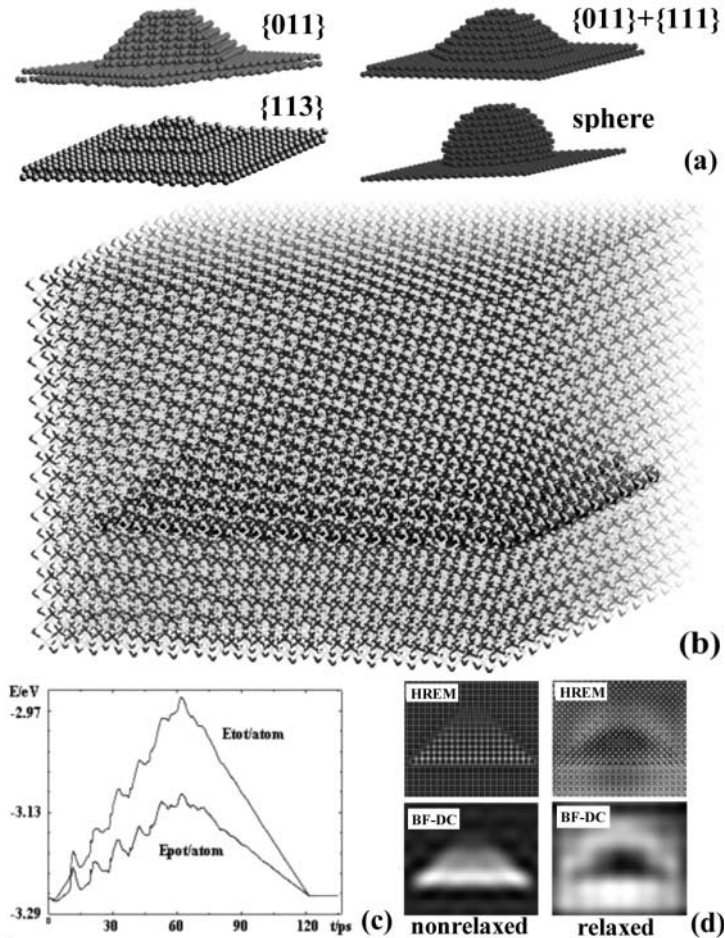 {011}
{011}+{111}
{113}
sphere
(a)
(b)
E/eV
-2.97
Etot/atom
-3.13
Epot/atom
-3.29
0 30 60 90 120 t/ps
(c)
HREM
HREM
BF-DC
BF-DC
nonrelaxed
relaxed
(d)